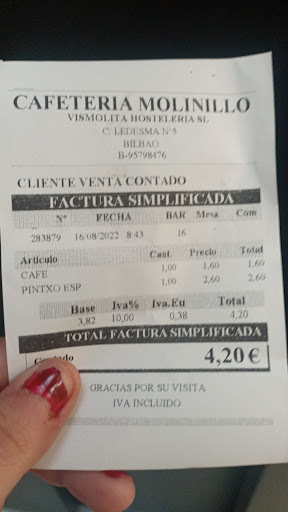 CAFETERIA MOLINILLO
VISMOLITA HOSTELERIA SL
C/ LEDESMA Nº5
BILBAO
B-95798476
CLIENTE VENTA CONTADO
FACTURA SIMPLIFICADA
Nº FECHA BAR Mesa Com
283879 16/08/2022 8:43 16
Articulo Cant. Precio Total
CAFE 1,00 1,60 1,60
PINTXO ESP 1,00 2,60 2,60
Base Iva% Iva.Eu Total
3,82 10,00 0,38 4,20
TOTAL FACTURA SIMPLIFICADA
4,20€
GRACIAS POR SU VISITA
IVA INCLUIDO